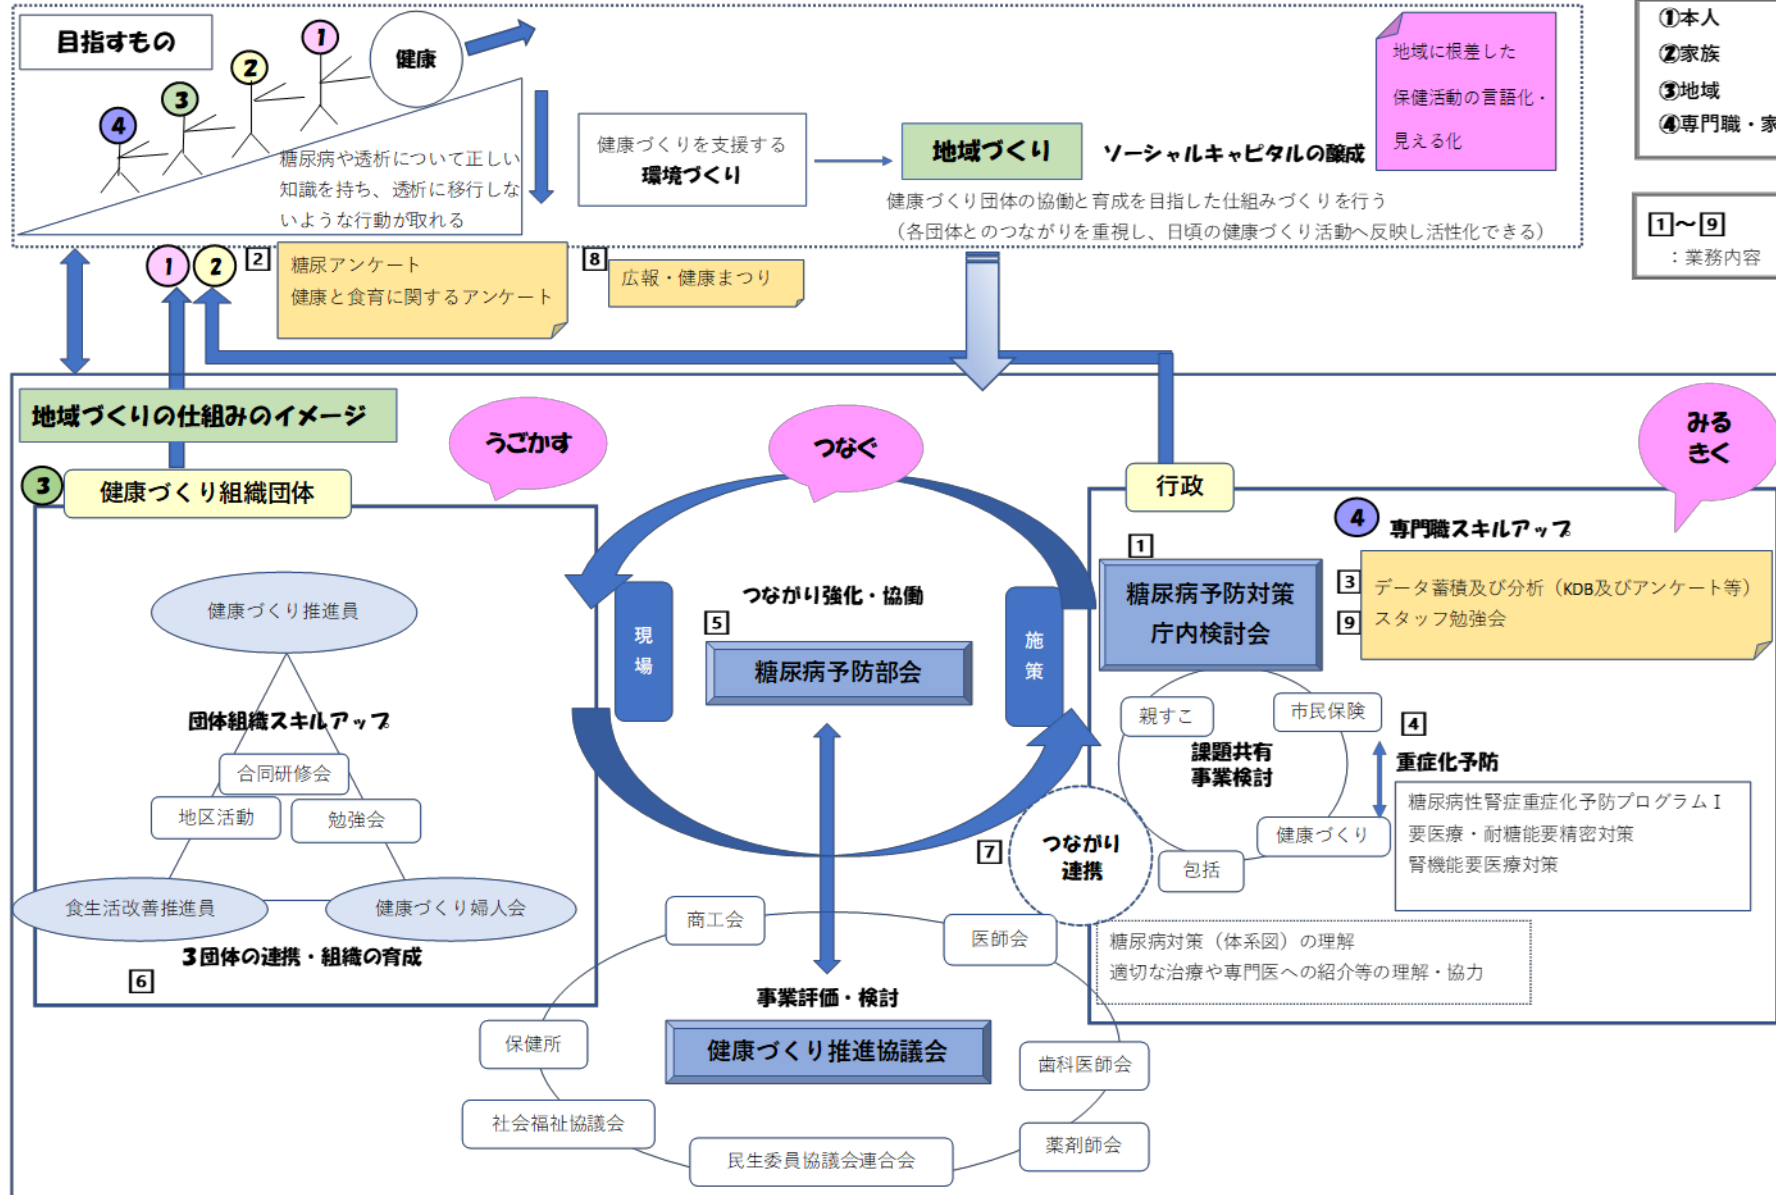 目指すもの
1
2
3
4
健康
糖尿病や透析について正しい
知識を持ち、透析に移行しな
いような行動が取れる
健康づくりを支援する
環境づくり
地域づくり
ソーシャルキャピタルの醸成
健康づくり団体の協働と育成を目指した仕組みづくりを行う
（各団体とのつながりを重視し、日頃の健康づくり活動へ反映し活性化できる）
地域に根差した
保健活動の言語化・
見える化
①本人
②家族
③地域
④専門職・家
1～9
：業務内容
1
2
2
糖尿アンケート
健康と食育に関するアンケート
8
広報・健康まつり
地域づくりの仕組みのイメージ
うごかす
つなぐ
みる
きく
3
健康づくり組織団体
健康づくり推進員
団体組織スキルアップ
合同研修会
地区活動
勉強会
食生活改善推進員
健康づくり婦人会
3団体の連携・組織の育成
6
現場
つながり強化・協働
5
糖尿病予防部会
施策
行政
4
専門職スキルアップ
1
糖尿病予防対策
庁内検討会
3
データ蓄積及び分析（KDB及びアンケート等）
9
スタッフ勉強会
親すこ
市民保険
課題共有
事業検討
健康づくり
包括
4
重症化予防
糖尿病性腎症重症化予防プログラムⅠ
要医療・耐糖能要精密対策
腎機能要医療対策
7
つながり
連携
糖尿病対策（体系図）の理解
適切な治療や専門医への紹介等の理解・協力
商工会
医師会
事業評価・検討
健康づくり推進協議会
保健所
歯科医師会
社会福祉協議会
薬剤師会
民生委員協議会連合会